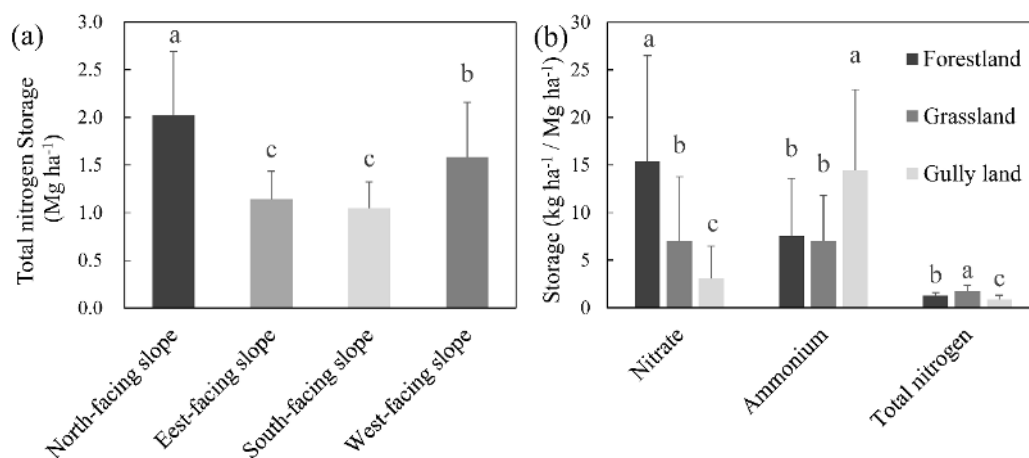 (a)
Total nitrogen Storage
(Mg ha⁻¹)
3.0
2.5
2.0
1.5
1.0
0.5
0.0
a
c
c
b
North-facing slope
Eest-facing slope
South-facing slope
West-facing slope
(b)
Storage (kg ha⁻¹ / Mg ha⁻¹)
30
25
20
15
10
5
0
a
b
c
b
b
a
b
a
c
Forestland
Grassland
Gully land
Nitrate
Ammonium
Total nitrogen